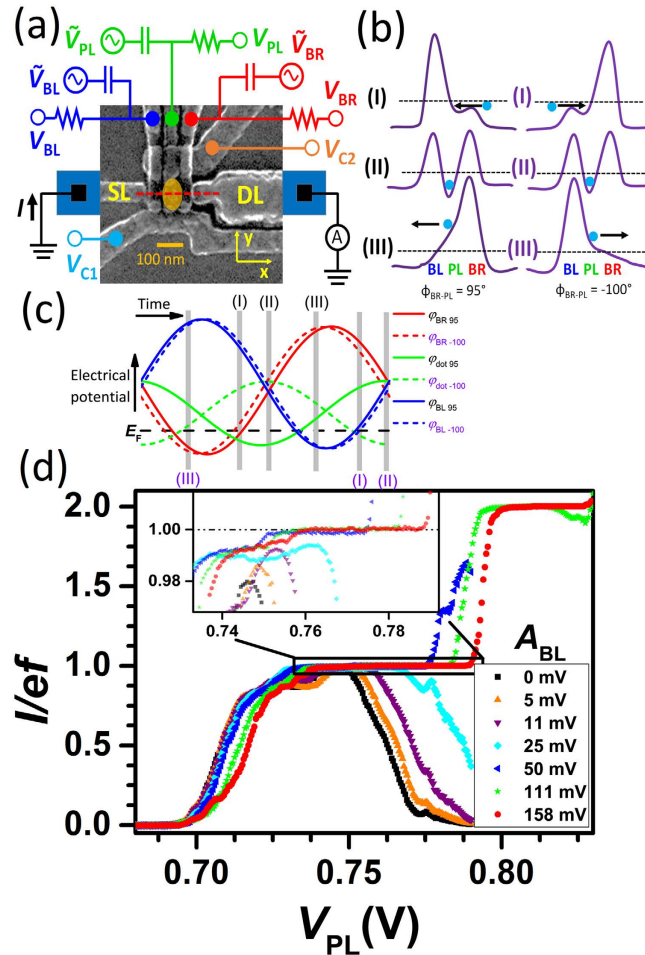 (a)
Ṽ_PL
V_PL
Ṽ_BL
Ṽ_BR
V_BL
V_BR
V_C2
SL
DL
I
A
V_C1
100 nm
y
x
(b)
(I)
(I)
(II)
(II)
(III)
(III)
BL PL BR
BL PL BR
ϕ_BR-PL = 95°
ϕ_BR-PL = -100°
(c)
Time
(I)
(II)
(III)
Electrical
potential
E_F
φ_BR 95
φ_BR -100
φ_dot 95
φ_dot -100
φ_BL 95
φ_BL -100
(III)
(I)
(II)
(d)
2.0
1.5
1.0
0.5
0.0
I/ef
1.00
0.98
0.74
0.76
0.78
A_BL
0 mV
5 mV
11 mV
25 mV
50 mV
111 mV
158 mV
0.70
0.75
0.80
V_PL (V)